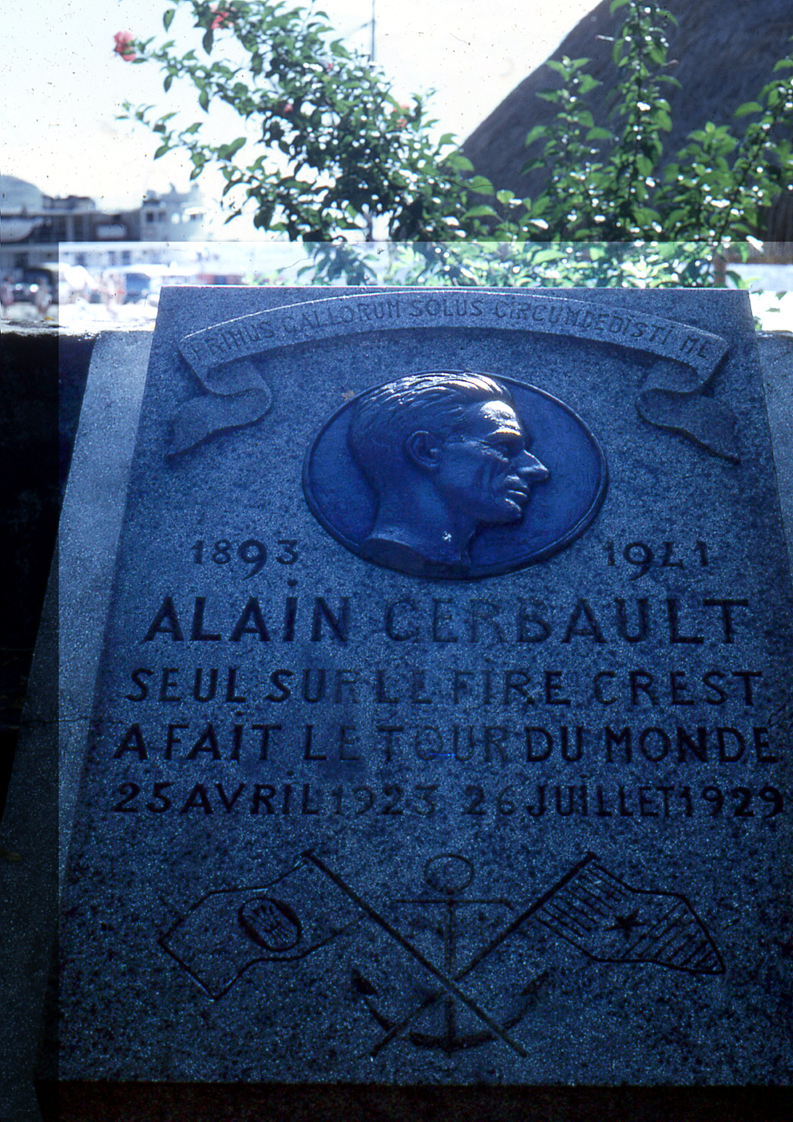 PRIMUS GALLORUM SOLUS CIRCUMDEDISTI ME
1893 1941
ALAIN GERBAULT
SEUL SUR LE FIRE CREST
A FAIT LE TOUR DU MONDE
25 AVRIL 1923 26 JUILLET 1929